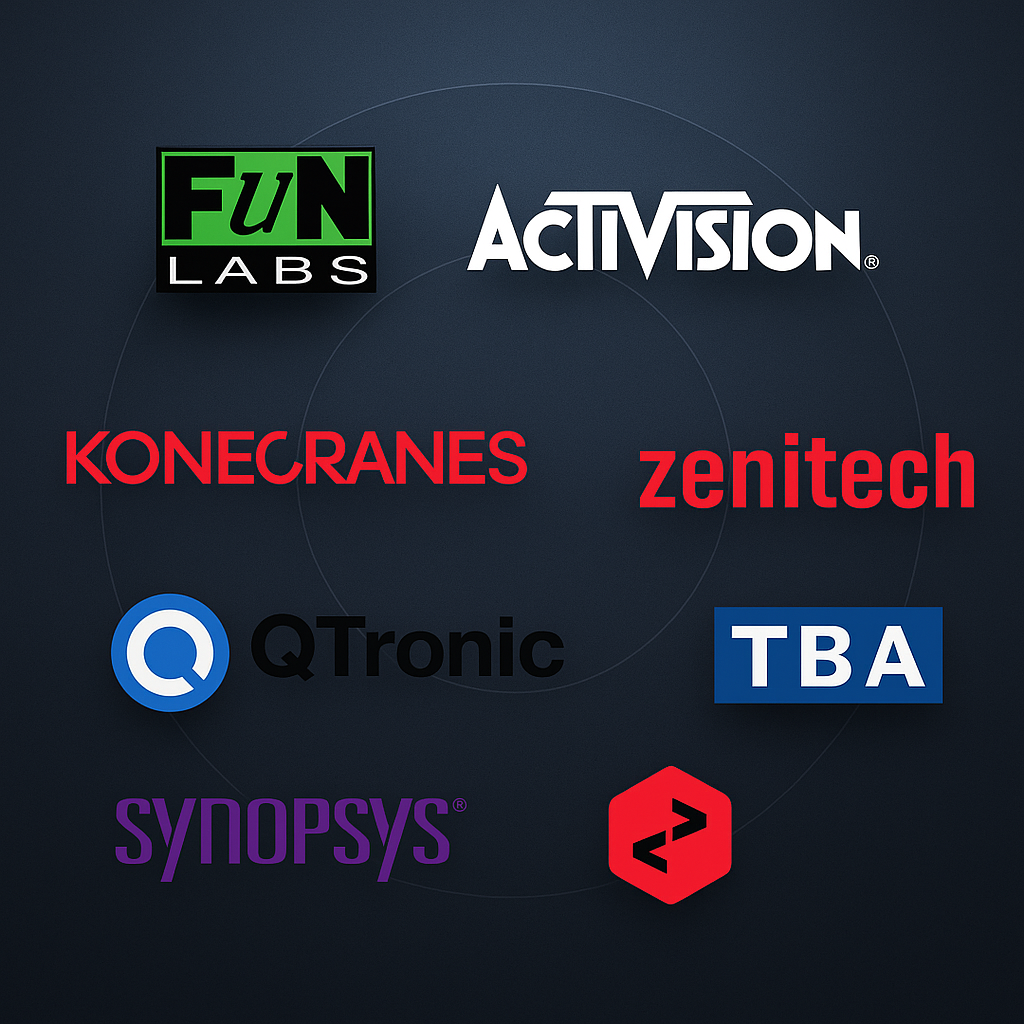 FuN
LABS
ACTIVISION®
KONECRANES
zenitech
QTronic
TBA
SYNOPSYS®